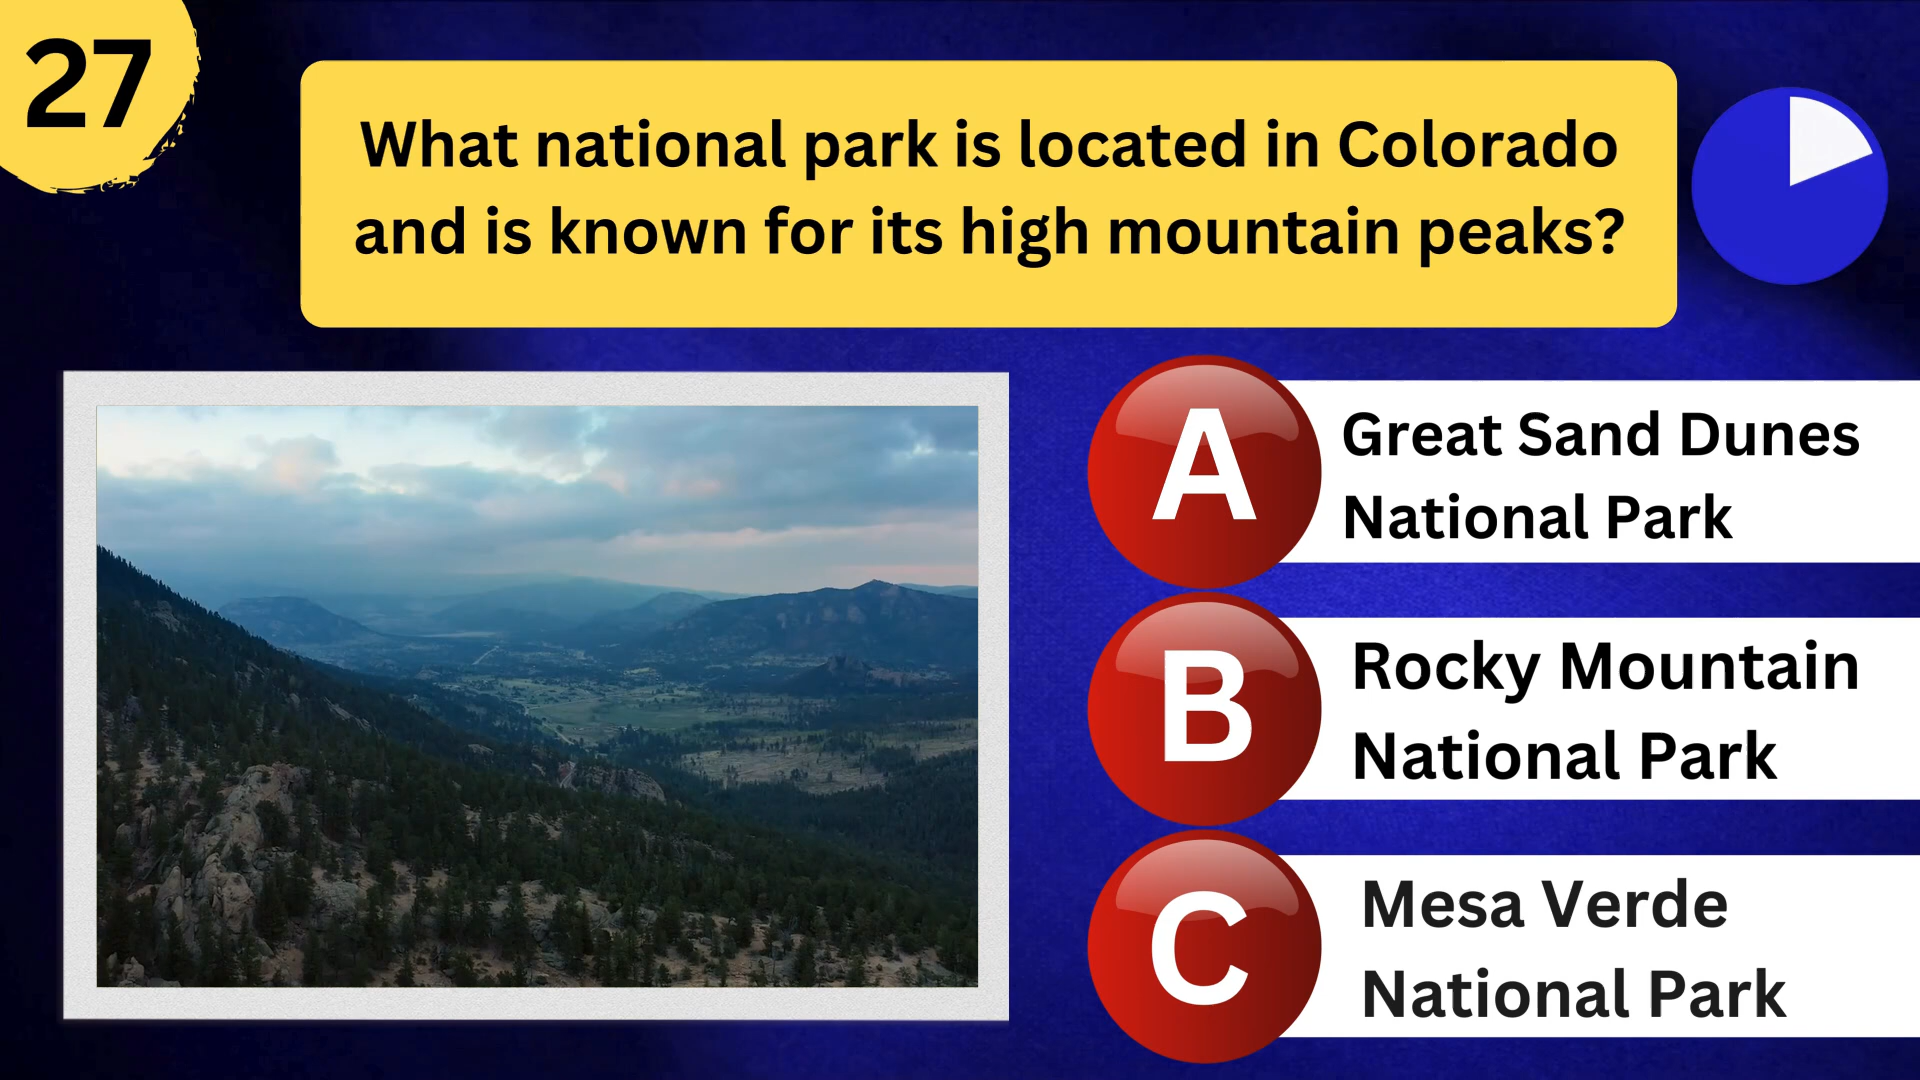 27
What national park is located in Colorado
and is known for its high mountain peaks?
A
Great Sand Dunes
National Park
B
Rocky Mountain
National Park
C
Mesa Verde
National Park